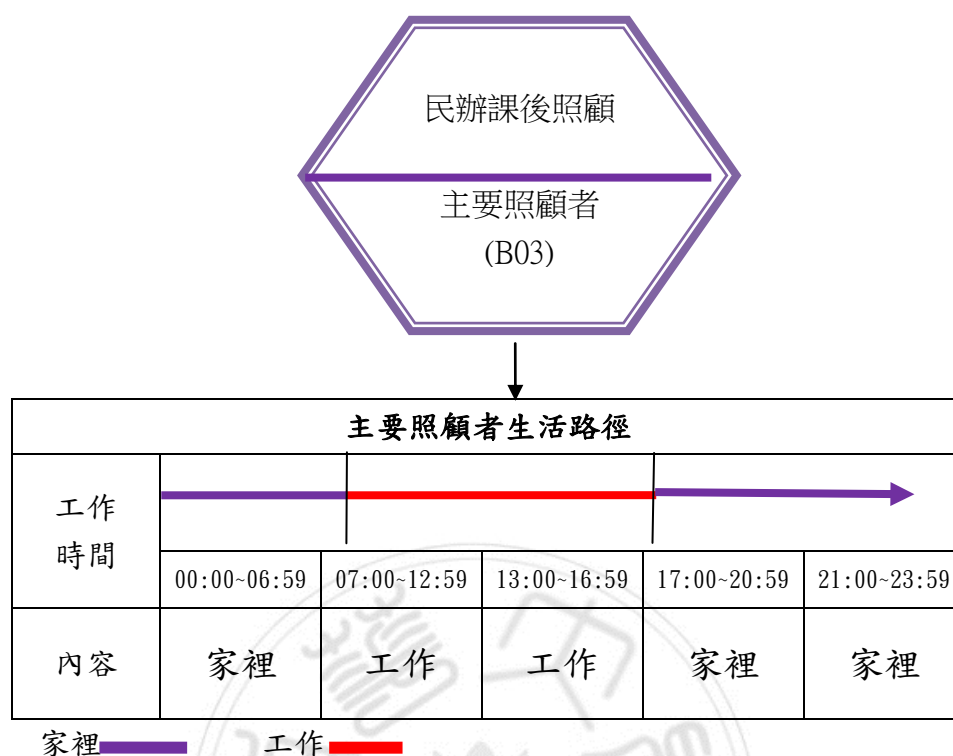 民辦課後照顧
主要照顧者
(B03)
主要照顧者生活路徑
工作
時間
00:00~06:59 07:00~12:59 13:00~16:59 17:00~20:59 21:00~23:59
內容 家裡 工作 工作 家裡 家裡
家裡 工作